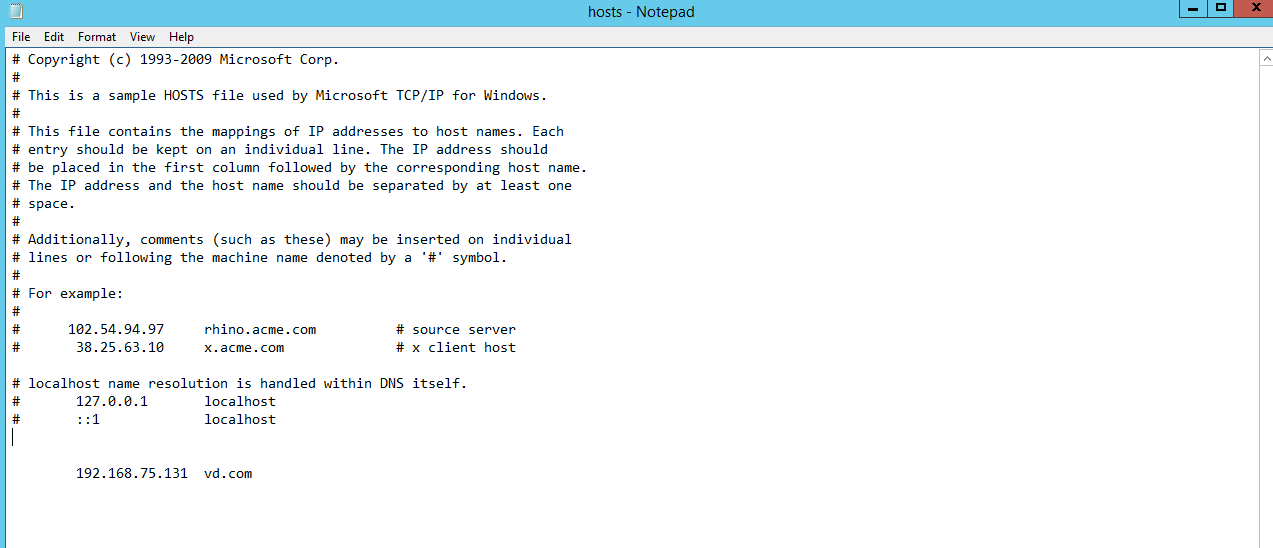 hosts - Notepad
File Edit Format View Help
# Copyright (c) 1993-2009 Microsoft Corp.
#
# This is a sample HOSTS file used by Microsoft TCP/IP for Windows.
#
# This file contains the mappings of IP addresses to host names. Each
# entry should be kept on an individual line. The IP address should
# be placed in the first column followed by the corresponding host name.
# The IP address and the host name should be separated by at least one
# space.
#
# Additionally, comments (such as these) may be inserted on individual
# lines or following the machine name denoted by a '#' symbol.
#
# For example:
#
#      102.54.94.97     rhino.acme.com          # source server
#       38.25.63.10     x.acme.com              # x client host
# localhost name resolution is handled within DNS itself.
#       127.0.0.1       localhost
#       ::1             localhost
        192.168.75.131  vd.com